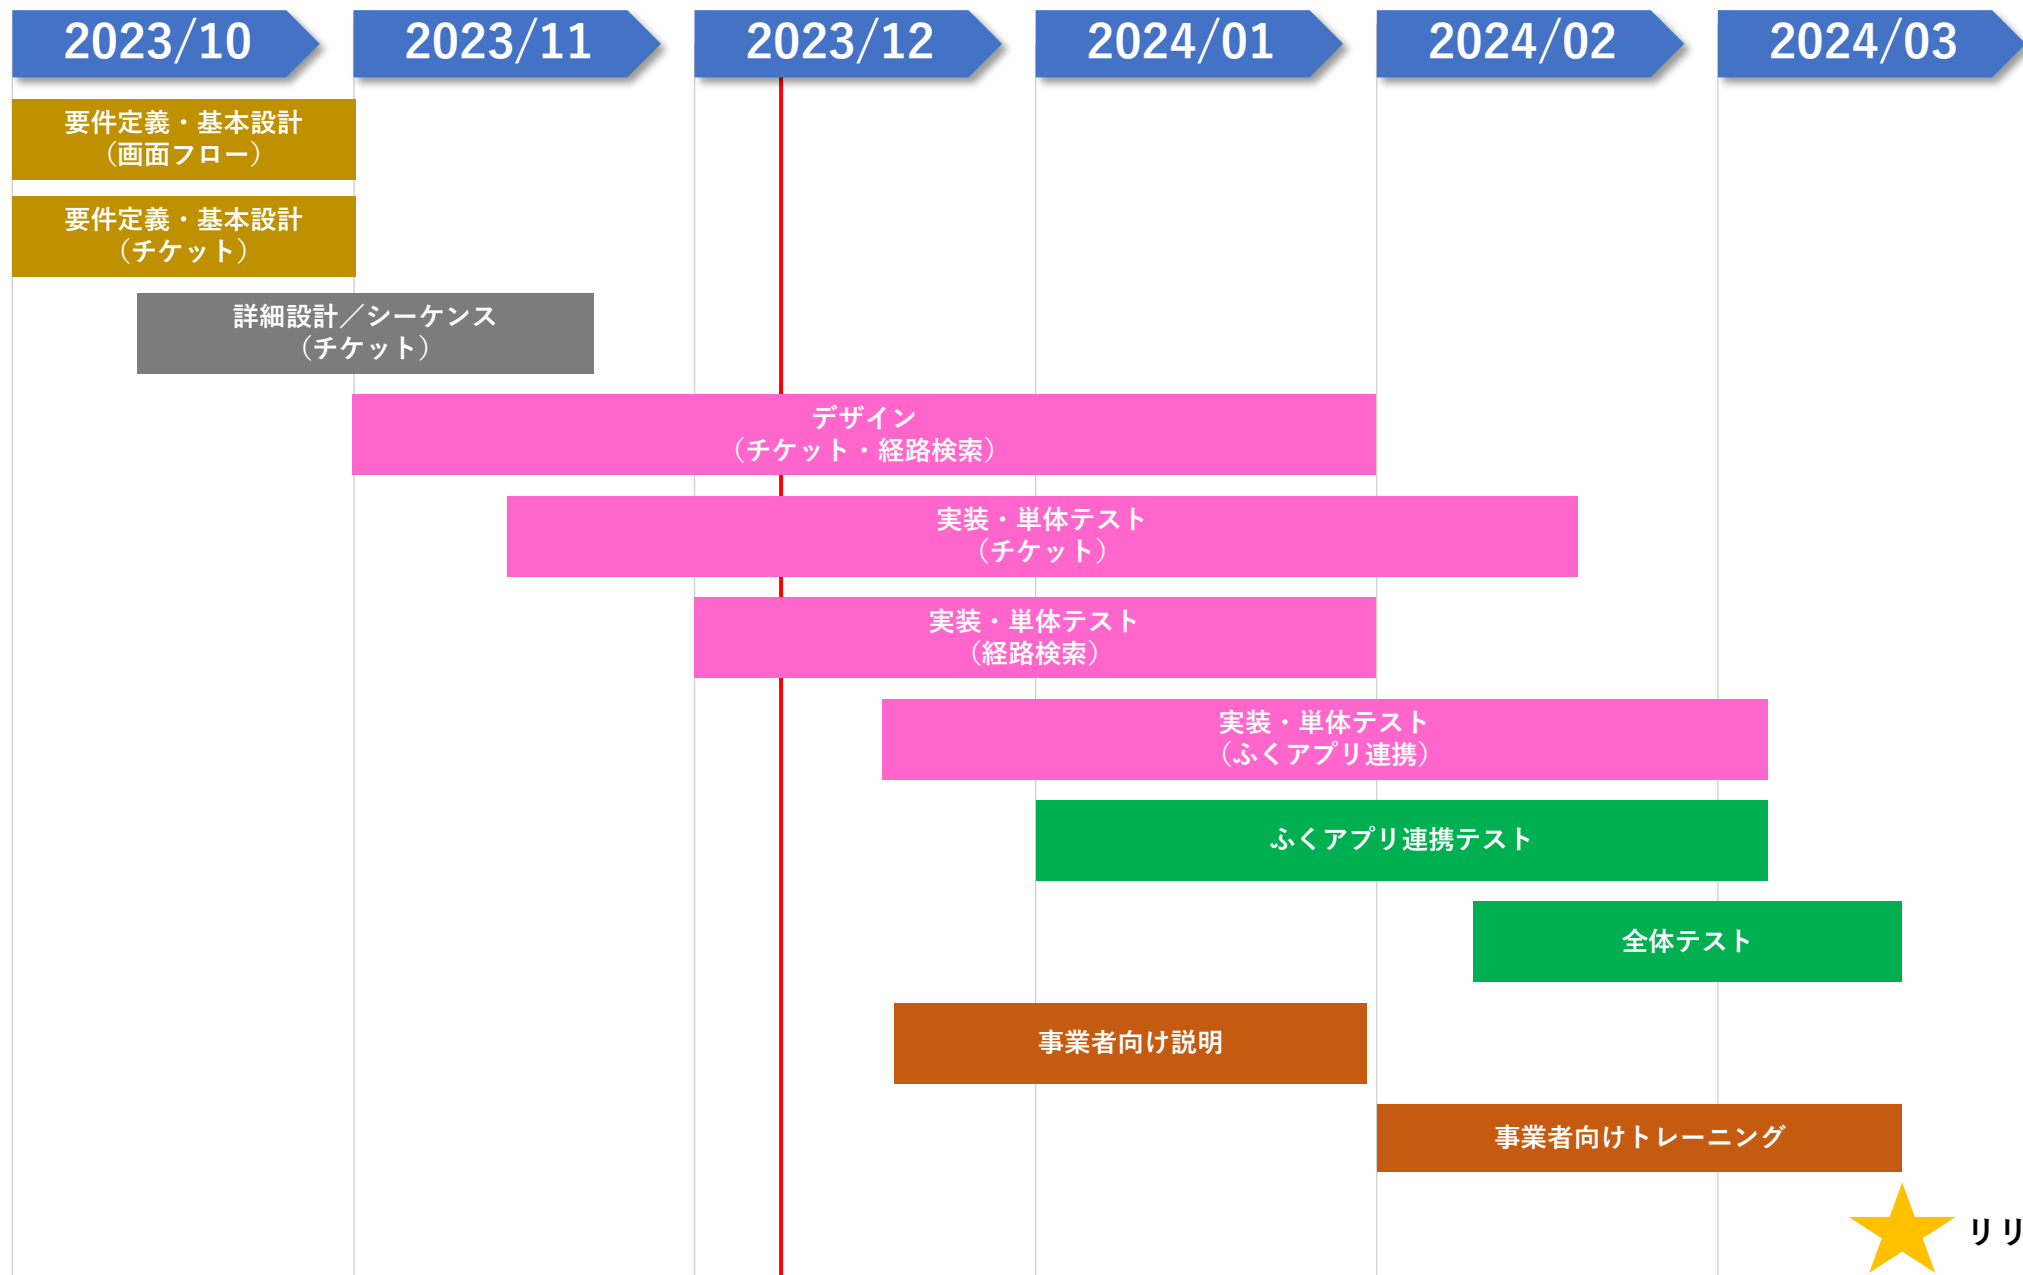 2023/10
2023/11
2023/12
2024/01
2024/02
2024/03
要件定義・基本設計
（画面フロー）
要件定義・基本設計
（チケット）
詳細設計／シーケンス
（チケット）
デザイン
（チケット・経路検索）
実装・単体テスト
（チケット）
実装・単体テスト
（経路検索）
実装・単体テスト
（ふくアプリ連携）
ふくアプリ連携テスト
全体テスト
事業者向け説明
事業者向けトレーニング
リリ